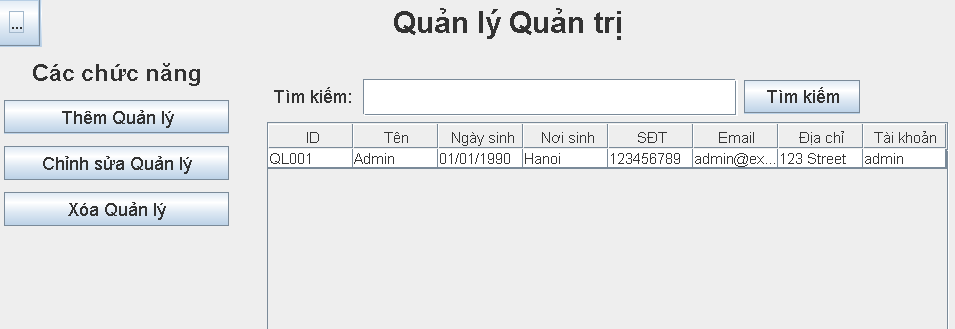 ...
Quản lý Quản trị
Các chức năng
Thêm Quản lý
Chỉnh sửa Quản lý
Xóa Quản lý
Tìm kiếm: Tìm kiếm
ID Tên Ngày sinh Nơi sinh SĐT Email Địa chỉ Tài khoản
QL001 Admin 01/01/1990 Hanoi 123456789 admin@ex... 123 Street admin